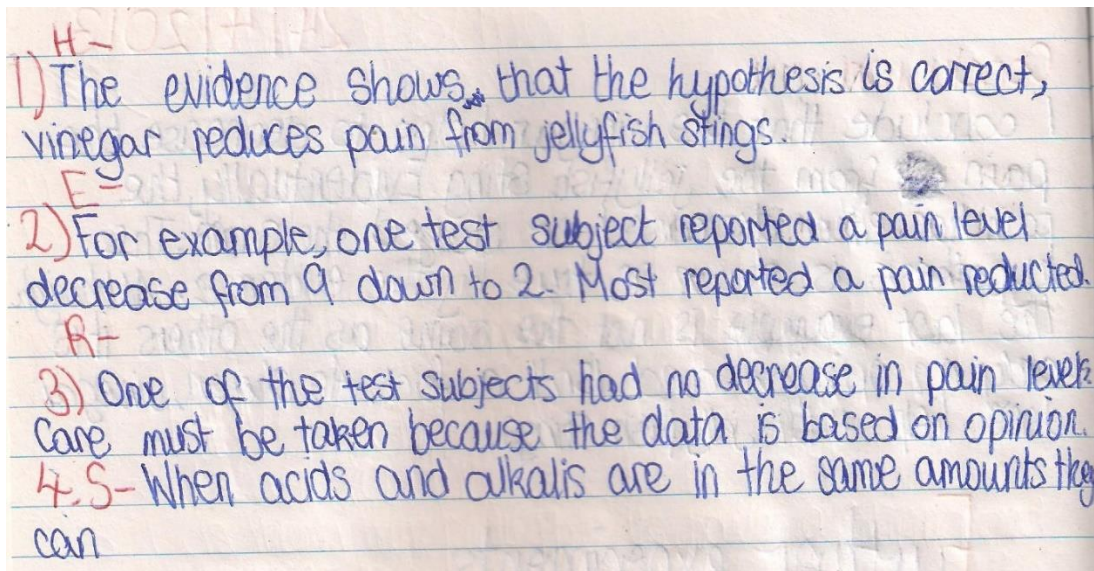 H-
1) The evidence shows that the hypothesis is correct,
vinegar reduces pain from jellyfish stings.
E-
2) For example, one test subject reported a pain level
decrease from 9 down to 2. Most reported a pain reducted.
R-
3) One of the test subjects had no decrease in pain levels.
Care must be taken because the data is based on opinion.
4. S- When acids and alkalis are in the same amounts they
can